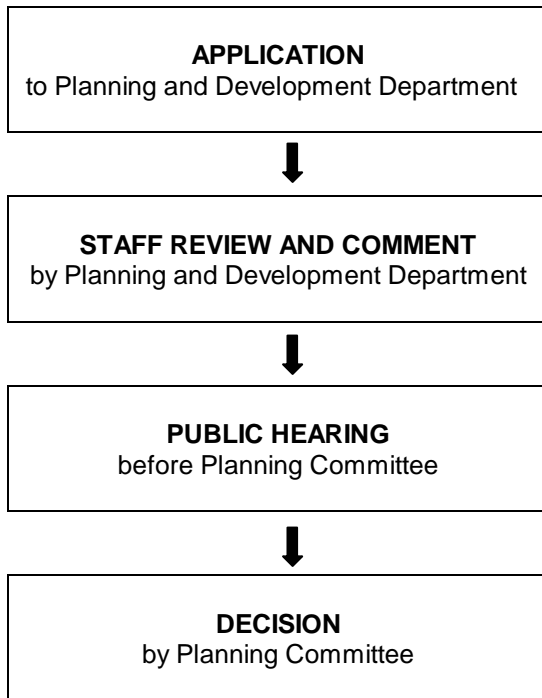 APPLICATION
to Planning and Development Department
STAFF REVIEW AND COMMENT
by Planning and Development Department
PUBLIC HEARING
before Planning Committee
DECISION
by Planning Committee